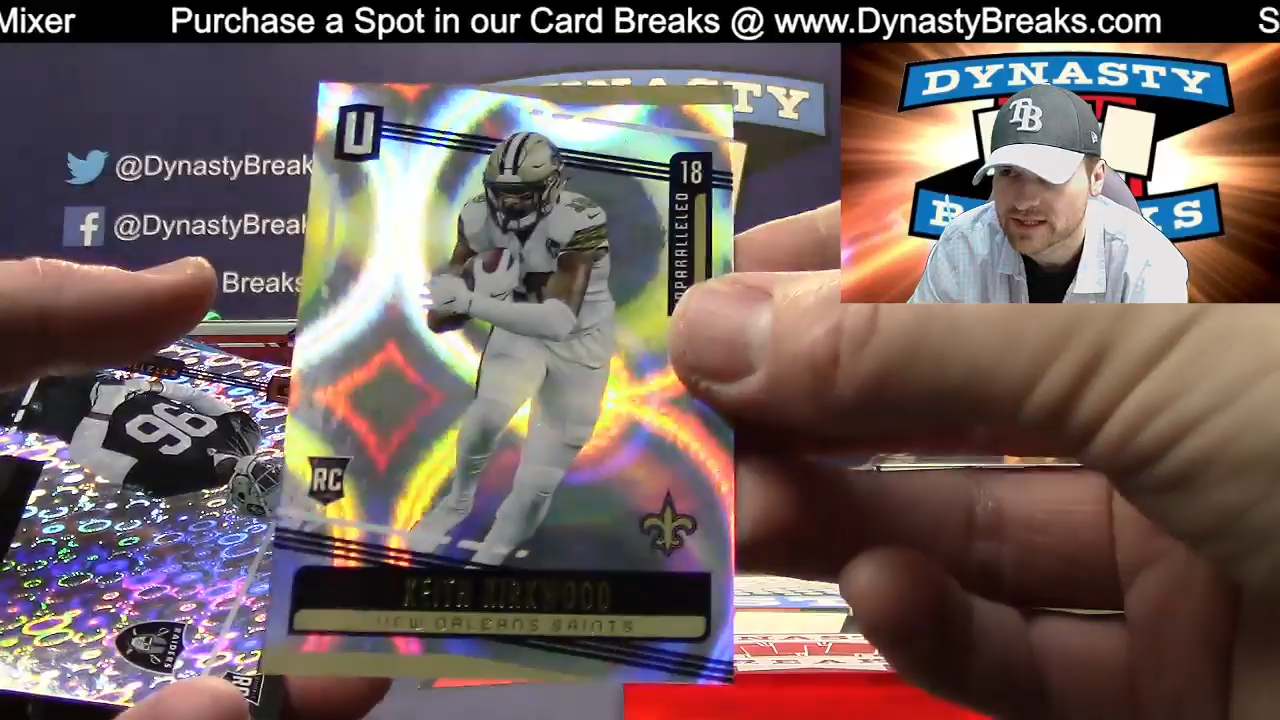 Mixer Purchase a Spot in our Card Breaks @ www.DynastyBreaks.com S
DYNASTY
TB
@DynastyBreak
@DynastyBreak
Breaks
U
18
RC
KEITH KIRKWOOD
NEW ORLEANS SAINTS
96
RAIDERS